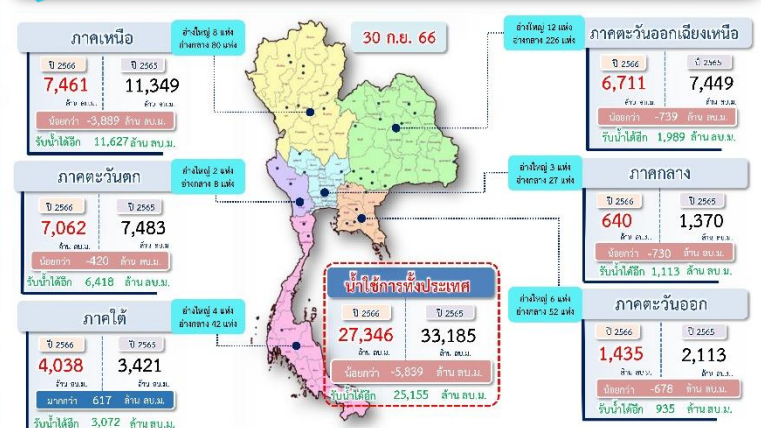 30 ก.ย. 66
ภาคเหนือ
ปี 2566 ปี 2565
7,461 11,349
ล้าน ลบ.ม. ล้าน ลบ.ม.
น้อยกว่า -3,889 ล้าน ลบ.ม.
รับน้ำได้อีก 11,627 ล้าน ลบ.ม.
อ่างใหญ่ 8 แห่ง
อ่างกลาง 80 แห่ง
อ่างใหญ่ 12 แห่ง
อ่างกลาง 226 แห่ง
ภาคตะวันออกเฉียงเหนือ
ปี 2566 ปี 2565
6,711 7,449
ล้าน ลบ.ม. ล้าน ลบ.ม.
น้อยกว่า -739 ล้าน ลบ.ม.
รับน้ำได้อีก 1,989 ล้าน ลบ.ม.
ภาคตะวันตก
ปี 2566 ปี 2565
7,062 7,483
ล้าน ลบ.ม. ล้าน ลบ.ม.
น้อยกว่า -420 ล้าน ลบ.ม.
รับน้ำได้อีก 6,418 ล้าน ลบ.ม.
อ่างใหญ่ 2 แห่ง
อ่างกลาง 8 แห่ง
อ่างใหญ่ 3 แห่ง
อ่างกลาง 27 แห่ง
ภาคกลาง
ปี 2566 ปี 2565
640 1,370
ล้าน ลบ.ม. ล้าน ลบ.ม.
น้อยกว่า -730 ล้าน ลบ.ม.
รับน้ำได้อีก 1,113 ล้าน ลบ.ม.
ภาคใต้
ปี 2566 ปี 2565
4,038 3,421
ล้าน ลบ.ม. ล้าน ลบ.ม.
มากกว่า 617 ล้าน ลบ.ม.
รับน้ำได้อีก 3,072 ล้าน ลบ.ม.
อ่างใหญ่ 4 แห่ง
อ่างกลาง 42 แห่ง
น้ำใช้การทั้งประเทศ
ปี 2566 ปี 2565
27,346 33,185
ล้าน ลบ.ม. ล้าน ลบ.ม.
น้อยกว่า -5,839 ล้าน ลบ.ม.
รับน้ำได้อีก 25,155 ล้าน ลบ.ม.
อ่างใหญ่ 6 แห่ง
อ่างกลาง 52 แห่ง
ภาคตะวันออก
ปี 2566 ปี 2565
1,435 2,113
ล้าน ลบ.ม. ล้าน ลบ.ม.
น้อยกว่า -678 ล้าน ลบ.ม.
รับน้ำได้อีก 935 ล้าน ลบ.ม.